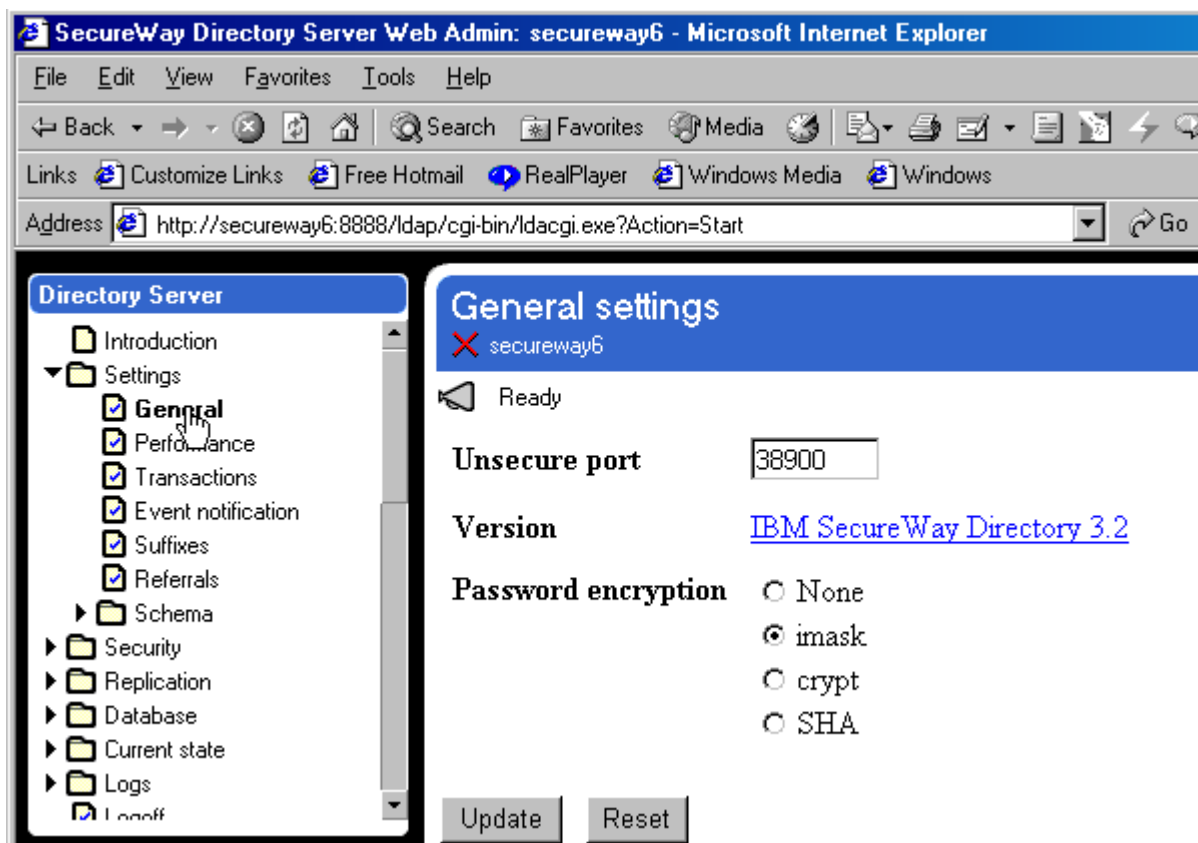 SecureWay Directory Server Web Admin: secureway6 - Microsoft Internet Explorer
File Edit View Favorites Tools Help
Back Search Favorites Media
Links Customize Links Free Hotmail RealPlayer Windows Media Windows
Address http://secureway6:8888/ldap/cgi-bin/ldacgi.exe?Action=Start Go
Directory Server
Introduction
Settings
General
Performance
Transactions
Event notification
Suffixes
Referrals
Schema
Security
Replication
Database
Current state
Logs
Logoff
General settings
secureway6
Ready
Unsecure port 38900
Version IBM SecureWay Directory 3.2
Password encryption None
imask
crypt
SHA
Update Reset